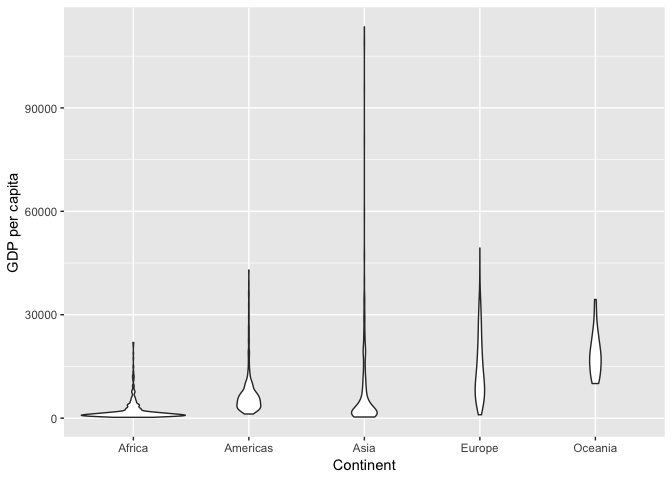 90000
60000
30000
0
GDP per capita
Africa Americas Asia Europe Oceania
Continent